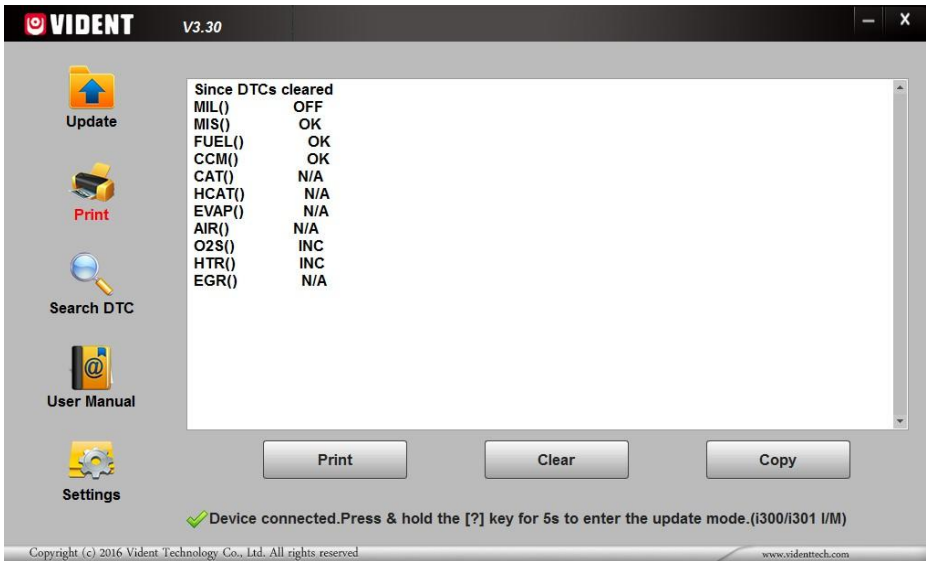 VIDENT V3.30
Update
Print
Search DTC
User Manual
Settings
Since DTCs cleared
MIL() OFF
MIS() OK
FUEL() OK
CCM() OK
CAT() N/A
HCAT() N/A
EVAP() N/A
AIR() N/A
O2S() INC
HTR() INC
EGR() N/A
Print Clear Copy
Device connected.Press & hold the [?] key for 5s to enter the update mode.(i300/i301 I/M)
Copyright (c) 2016 Vident Technology Co., Ltd. All rights reserved www.videnttech.com